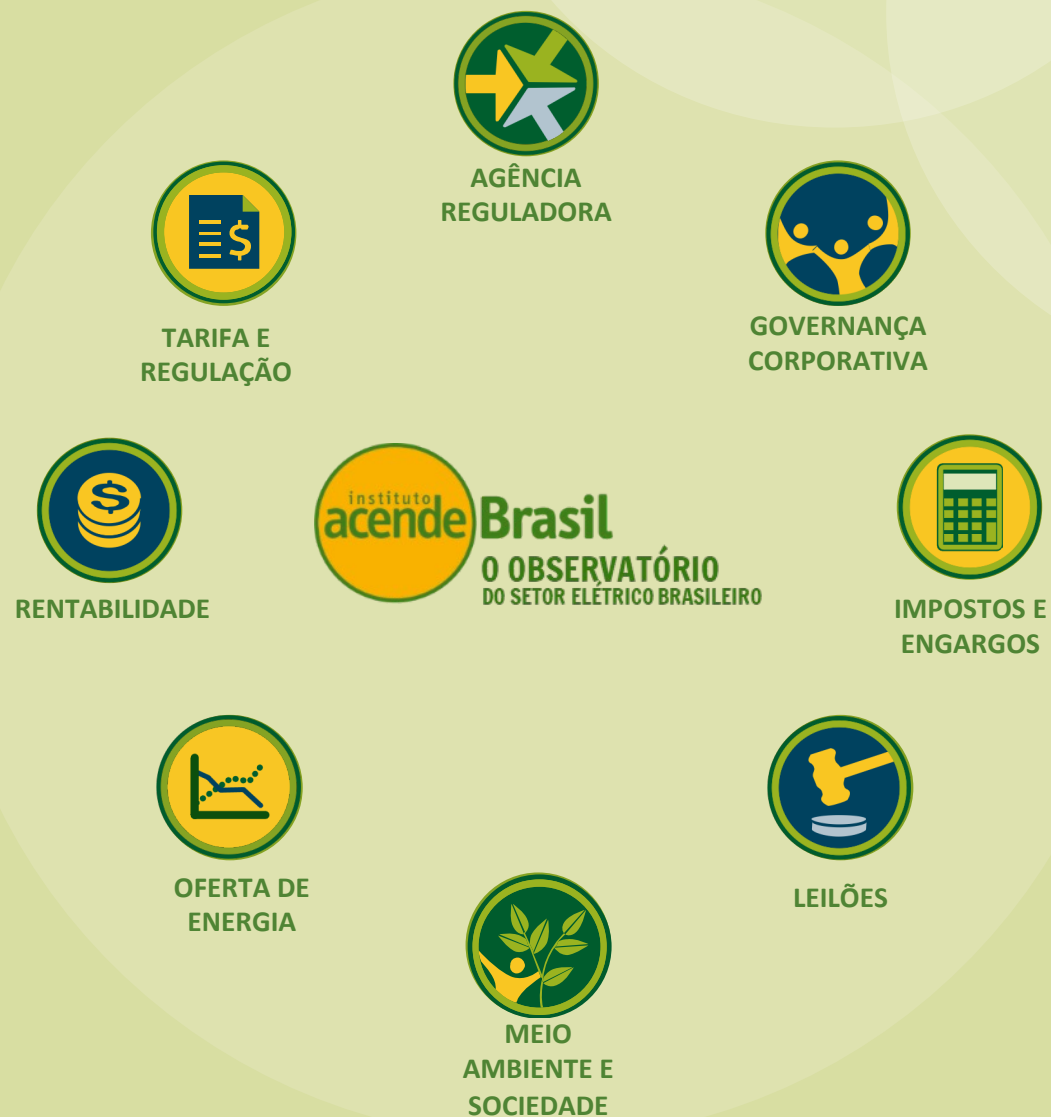 AGÊNCIA
REGULADORA
TARIFA E
REGULAÇÃO
GOVERNANÇA
CORPORATIVA
RENTABILIDADE
instituto
acende Brasil
O OBSERVATÓRIO
DO SETOR ELÉTRICO BRASILEIRO
IMPOSTOS E
ENGARGOS
OFERTA DE
ENERGIA
LEILÕES
MEIO
AMBIENTE E
SOCIEDADE